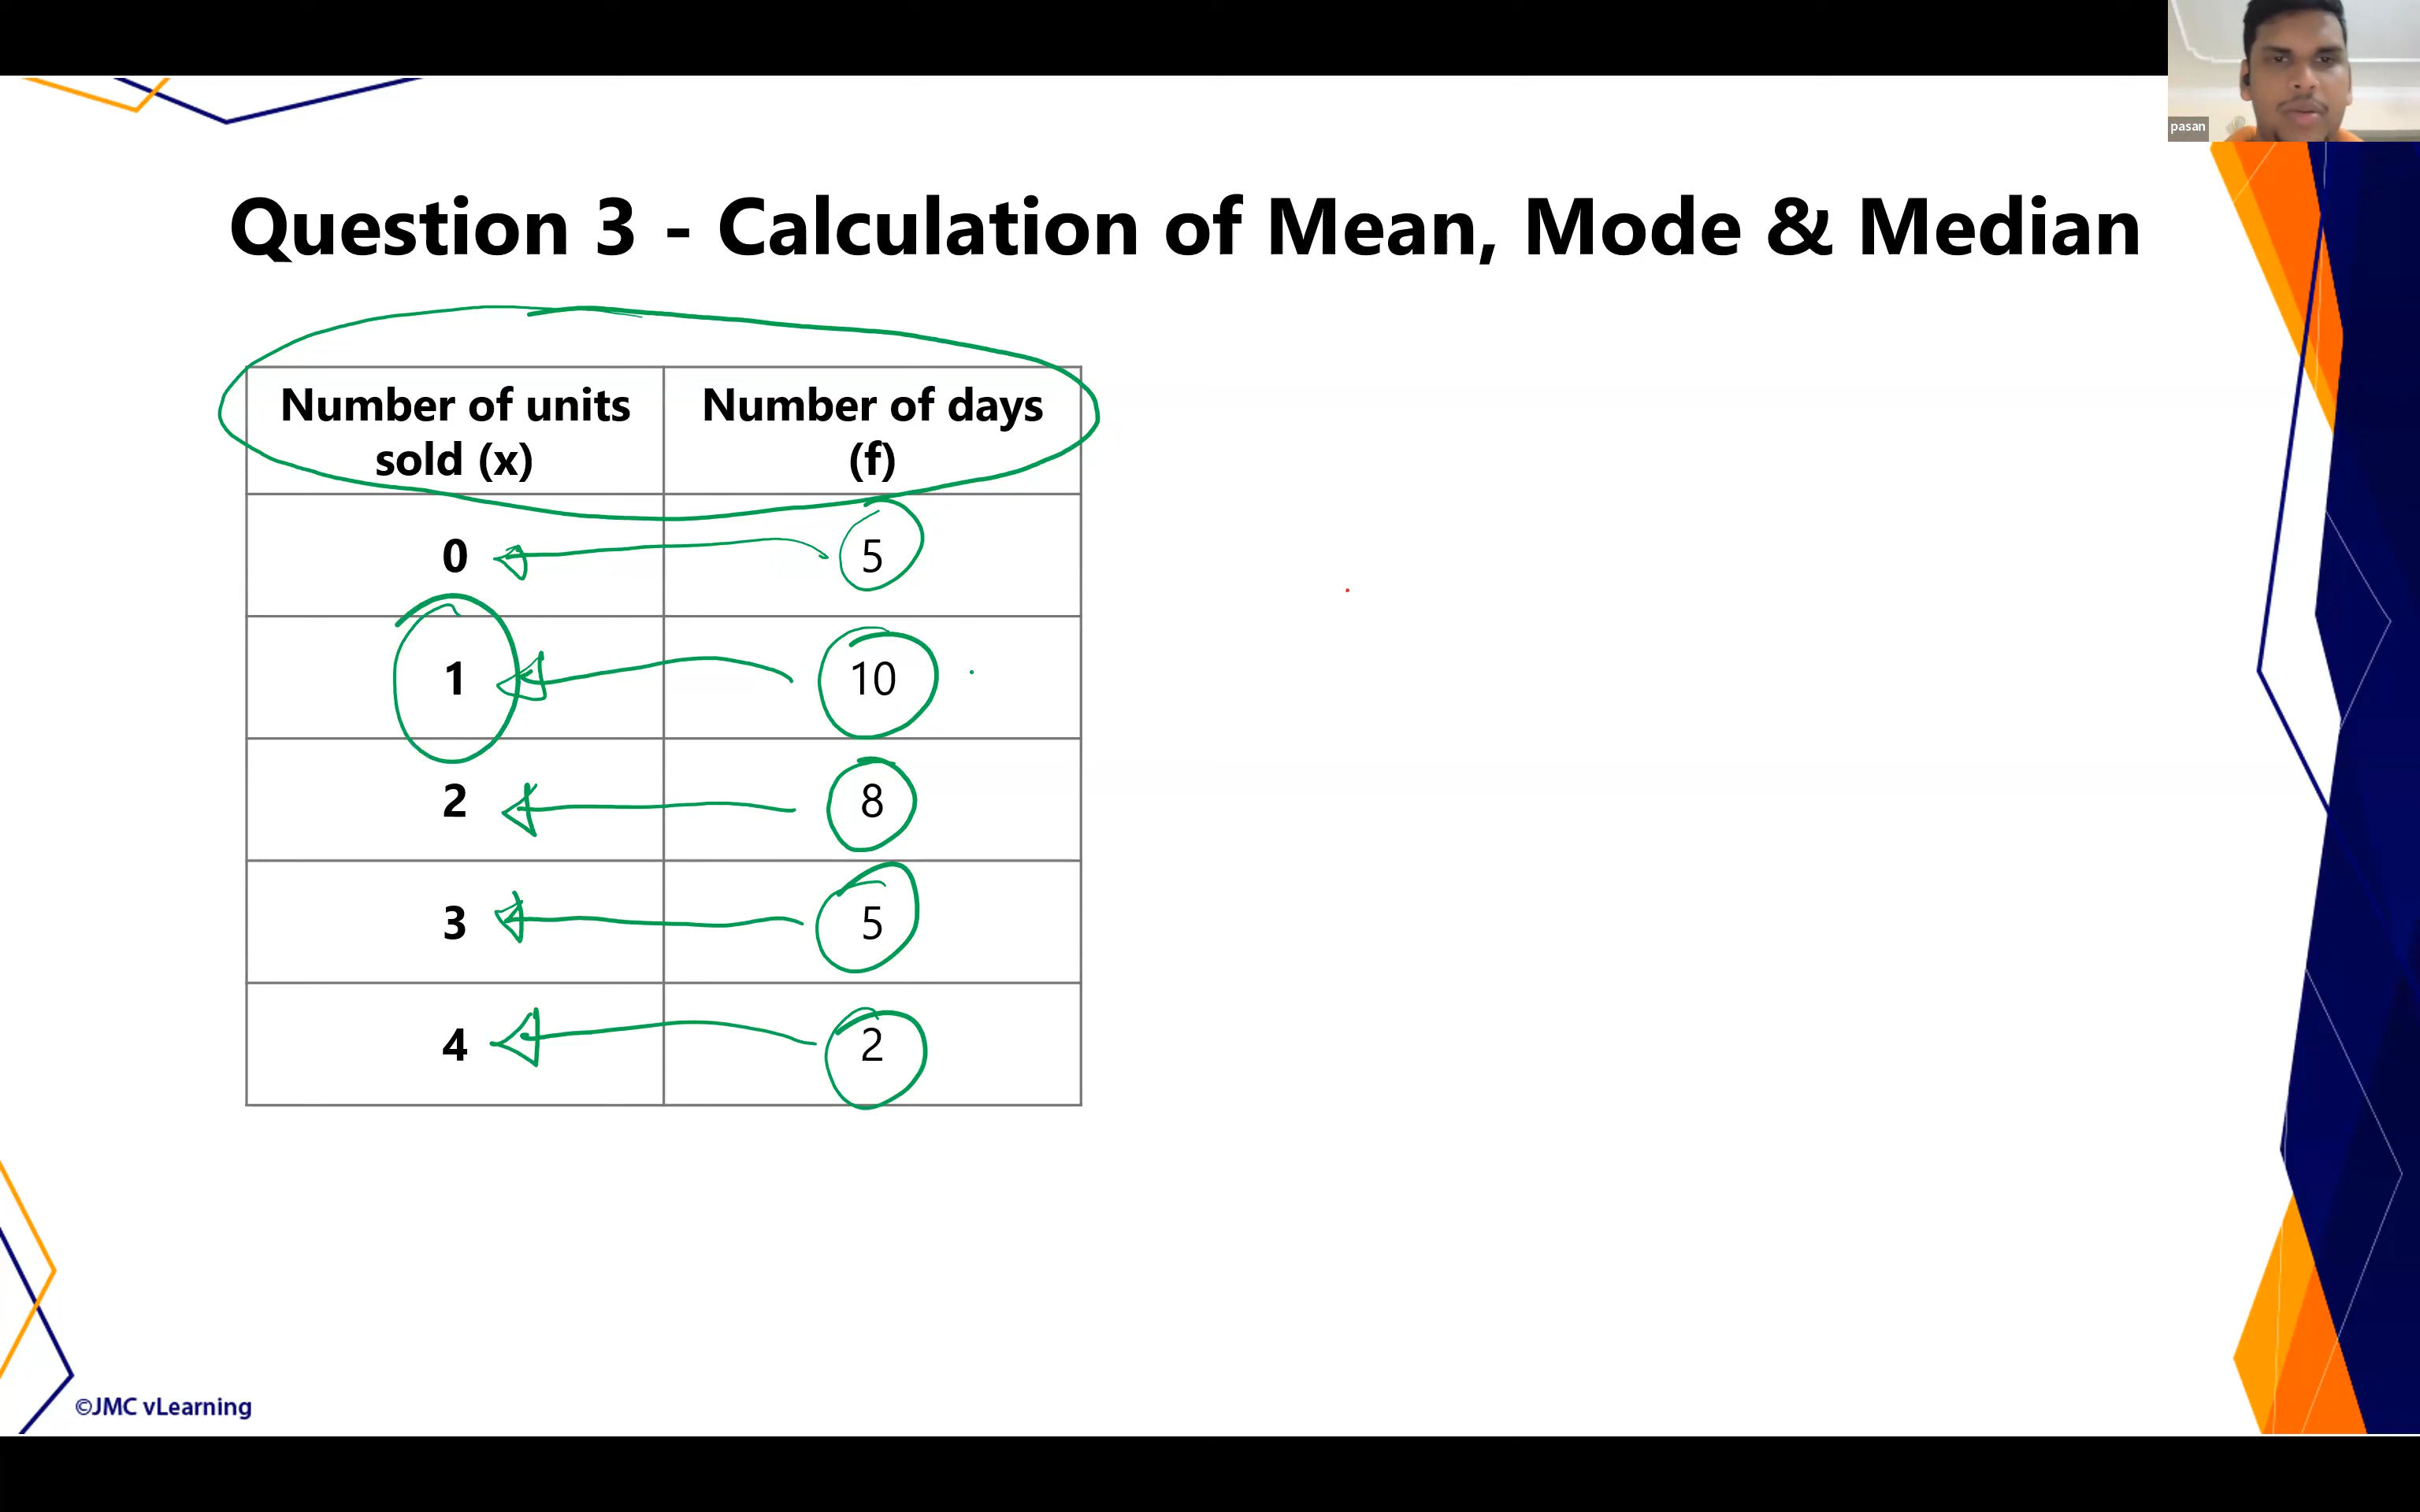 pasan
Question 3 - Calculation of Mean, Mode & Median
Number of units sold (x) Number of days (f)
0 5
1 10
2 8
3 5
4 2
©JMC vLearning